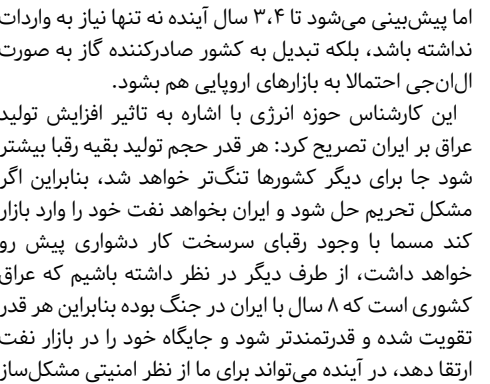 اما پیش‌بینی می‌شود تا ۳،۴ سال آینده نه تنها نیاز به واردات
نداشته باشد، بلکه تبدیل به کشور صادرکننده گاز به صورت
ال‌ان‌جی احتمالا به بازارهای اروپایی هم بشود.
این کارشناس حوزه انرژی با اشاره به تاثیر افزایش تولید
عراق بر ایران تصریح کرد: هر قدر حجم تولید بقیه رقبا بیشتر
شود جا برای دیگر کشورها تنگ‌تر خواهد شد، بنابراین اگر
مشکل تحریم حل شود و ایران بخواهد نفت خود را وارد بازار
کند مسما با وجود رقبای سرسخت کار دشواری پیش رو
خواهد داشت، از طرف دیگر در نظر داشته باشیم که عراق
کشوری است که ۸ سال با ایران در جنگ بوده بنابراین هر قدر
تقویت شده و قدرتمندتر شود و جایگاه خود را در بازار نفت
ارتقا دهد، در آینده می‌تواند برای ما از نظر امنیتی مشکل‌ساز